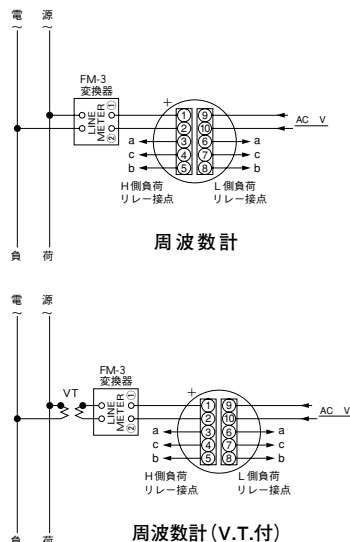 電 源
～ ～
FM-3
変換器
LINE
METER
①
②
+
① ⑨
② ⑩
③ ⑥
④ ⑦
⑤ ⑧
AC V
a a
c c
b b
H側負荷
リレー接点
L側負荷
リレー接点
周波数計
～ ～
負 荷
電 源
～ ～
VT
FM-3
変換器
LINE
METER
①
②
+
① ⑨
② ⑩
③ ⑥
④ ⑦
⑤ ⑧
AC V
a a
c c
b b
H側負荷
リレー接点
L側負荷
リレー接点
周波数計(V.T.付)
～ ～
負 荷